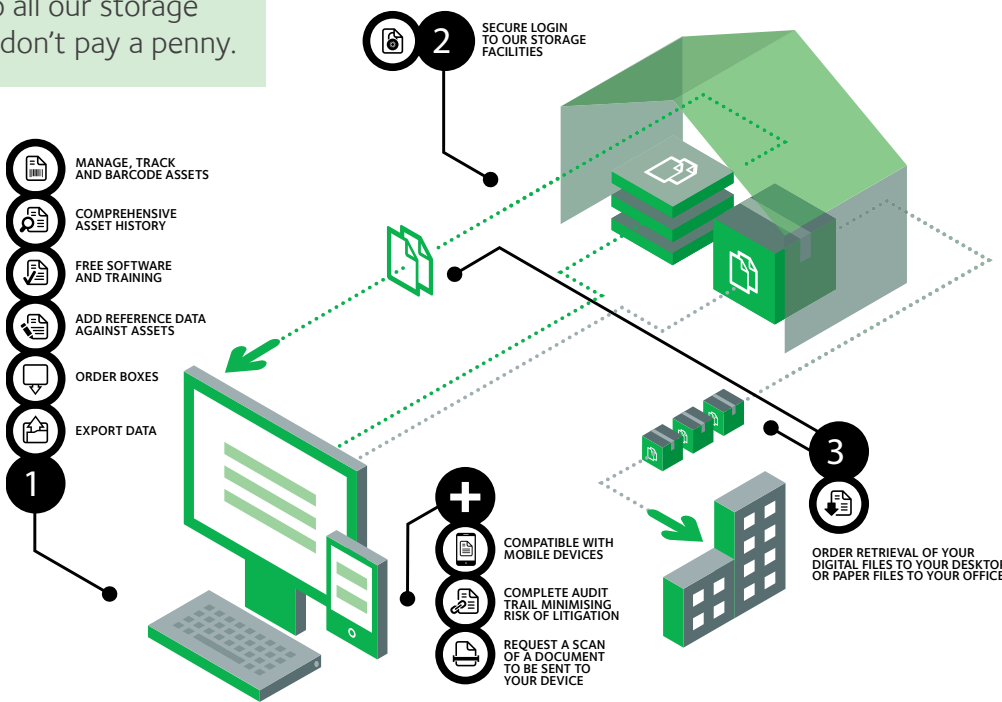 all our storage
don't pay a penny.
2
SECURE LOGIN
TO OUR STORAGE
FACILITIES
MANAGE, TRACK
AND BARCODE ASSETS
COMPREHENSIVE
ASSET HISTORY
FREE SOFTWARE
AND TRAINING
ADD REFERENCE DATA
AGAINST ASSETS
ORDER BOXES
EXPORT DATA
1
+
COMPATIBLE WITH
MOBILE DEVICES
COMPLETE AUDIT
TRAIL MINIMISING
RISK OF LITIGATION
REQUEST A SCAN
OF A DOCUMENT
TO BE SENT TO
YOUR DEVICE
3
ORDER RETRIEVAL OF YOUR
DIGITAL FILES TO YOUR DESKTOP
OR PAPER FILES TO YOUR OFFICE